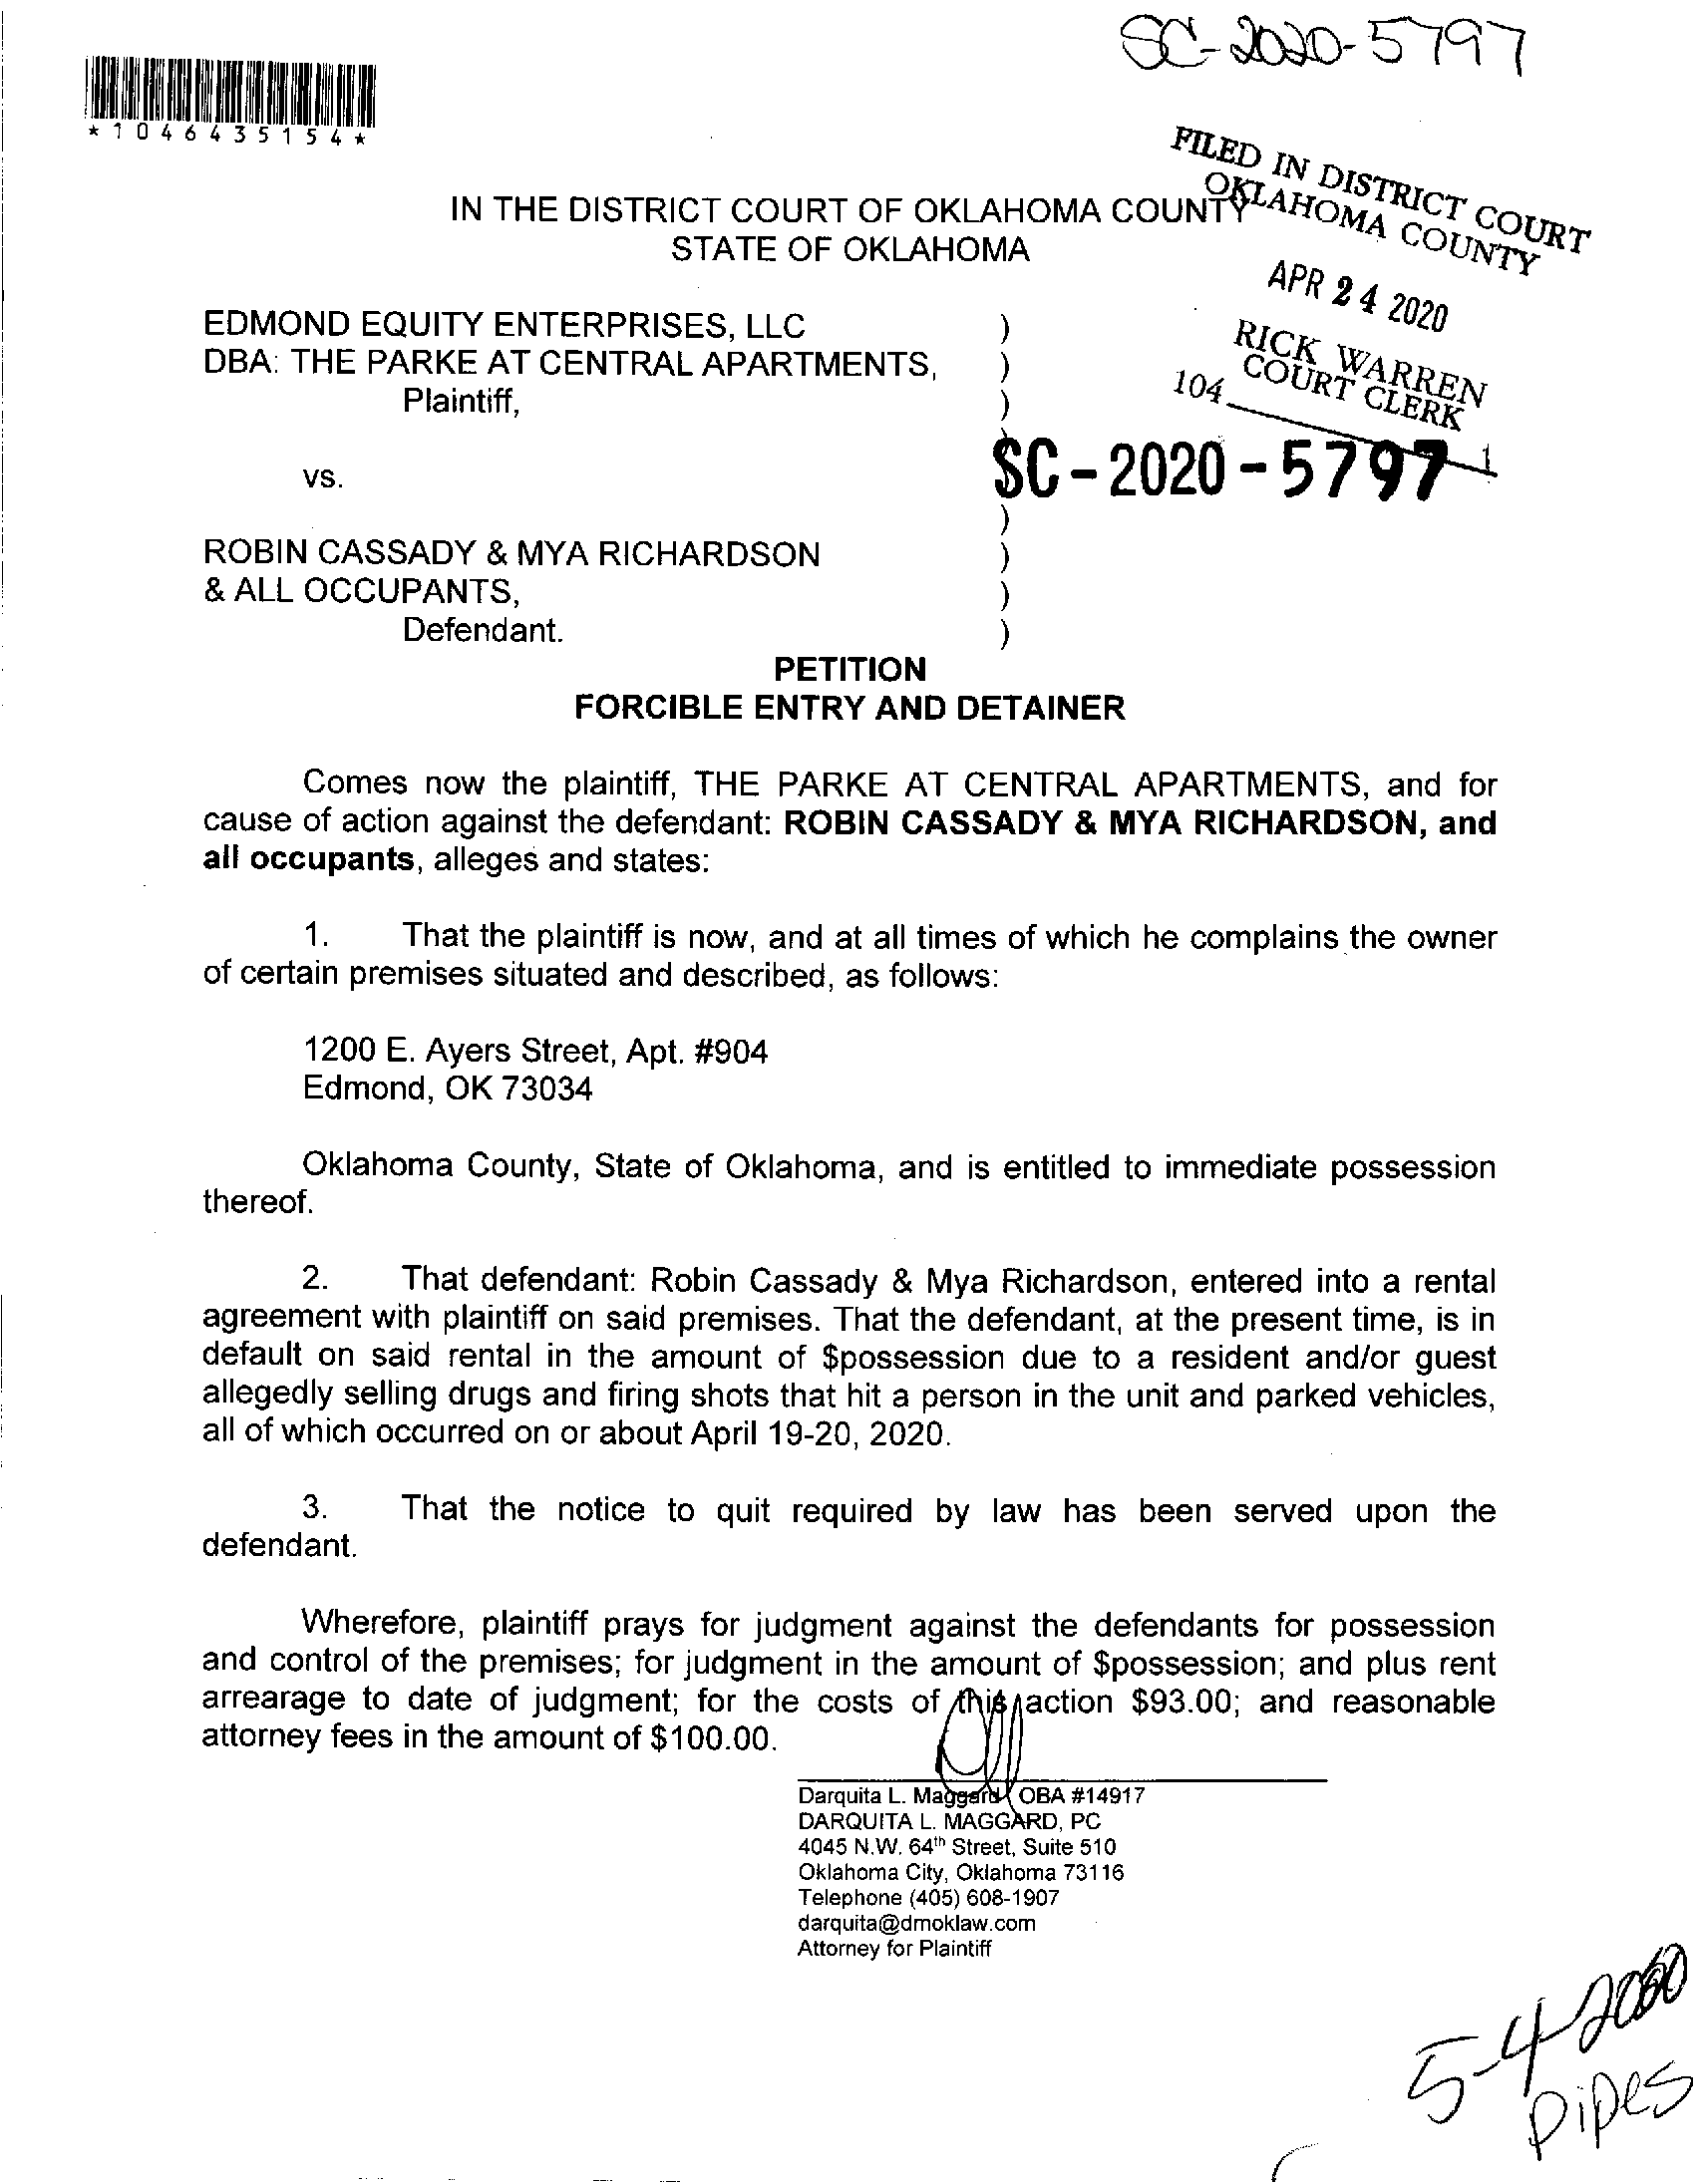 SC-2020-5797
*1046435154*
FILED IN DISTRICT COURT
OKLAHOMA COUNTY
IN THE DISTRICT COURT OF OKLAHOMA COUNTY
STATE OF OKLAHOMA
APR 24 2020
RICK WARREN
COURT CLERK
104
EDMOND EQUITY ENTERPRISES, LLC )
DBA: THE PARKE AT CENTRAL APARTMENTS, )
Plaintiff, )
SC-2020-5797
vs.
)
ROBIN CASSADY & MYA RICHARDSON )
& ALL OCCUPANTS, )
Defendant. )
PETITION
FORCIBLE ENTRY AND DETAINER
Comes now the plaintiff, THE PARKE AT CENTRAL APARTMENTS, and for
cause of action against the defendant: ROBIN CASSADY & MYA RICHARDSON, and
all occupants, alleges and states:
1. That the plaintiff is now, and at all times of which he complains the owner
of certain premises situated and described, as follows:
1200 E. Ayers Street, Apt. #904
Edmond, OK 73034
Oklahoma County, State of Oklahoma, and is entitled to immediate possession
thereof.
2. That defendant: Robin Cassady & Mya Richardson, entered into a rental
agreement with plaintiff on said premises. That the defendant, at the present time, is in
default on said rental in the amount of $possession due to a resident and/or guest
allegedly selling drugs and firing shots that hit a person in the unit and parked vehicles,
all of which occurred on or about April 19-20, 2020.
3. That the notice to quit required by law has been served upon the
defendant.
Wherefore, plaintiff prays for judgment against the defendants for possession
and control of the premises; for judgment in the amount of $possession; and plus rent
arrearage to date of judgment; for the costs of this action $93.00; and reasonable
attorney fees in the amount of $100.00.
Darquita L. Maggard OBA #14917
DARQUITA L. MAGGARD, PC
4045 N.W. 64th Street, Suite 510
Oklahoma City, Oklahoma 73116
Telephone (405) 608-1907
darquita@dmoklaw.com
Attorney for Plaintiff
5-4-2020
Pipes